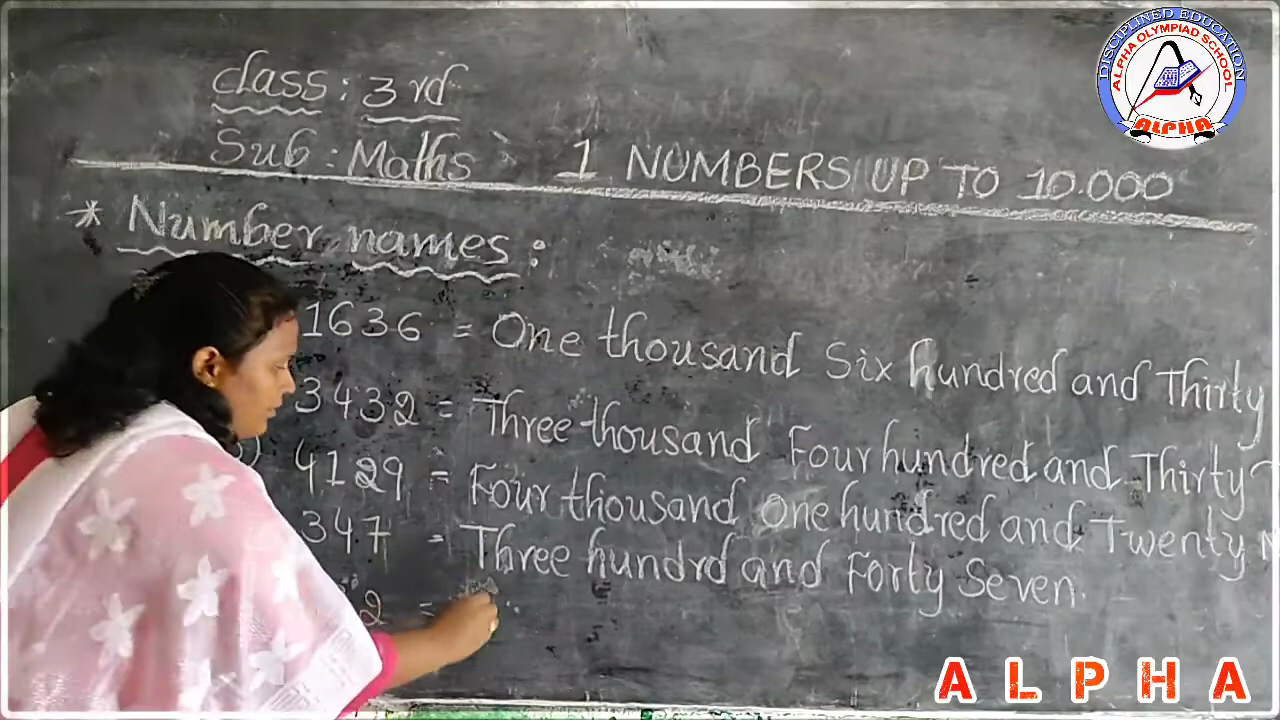 class: 3rd
Sub: Maths
1 NUMBERS UP TO 10.000
* Number names:
1636 = One thousand Six hundred and Thirty
3432 = Three thousand Four hundred and Thirty
4129 = Four thousand One hundred and Twenty
347 = Three hundrd and Forty Seven.
2 =
DISCIPLINED EDUCATION
ALPHA OLYMPIAD SCHOOL
ALPHA
ALPHA